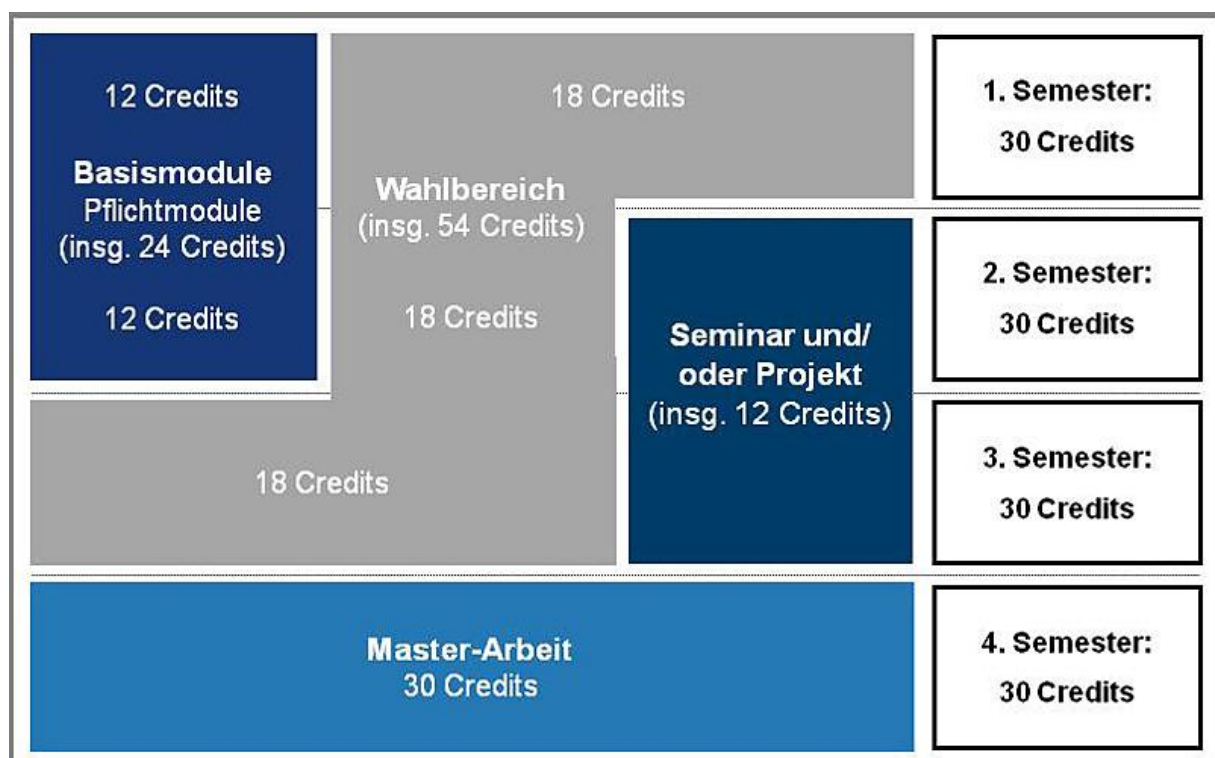 12 Credits
Basismodule
Pflichtmodule
(insg. 24 Credits)
12 Credits
18 Credits
Wahlbereich
(insg. 54 Credits)
18 Credits
18 Credits
Seminar und/
oder Projekt
(insg. 12 Credits)
Master-Arbeit
30 Credits
1. Semester:
30 Credits
2. Semester:
30 Credits
3. Semester:
30 Credits
4. Semester:
30 Credits